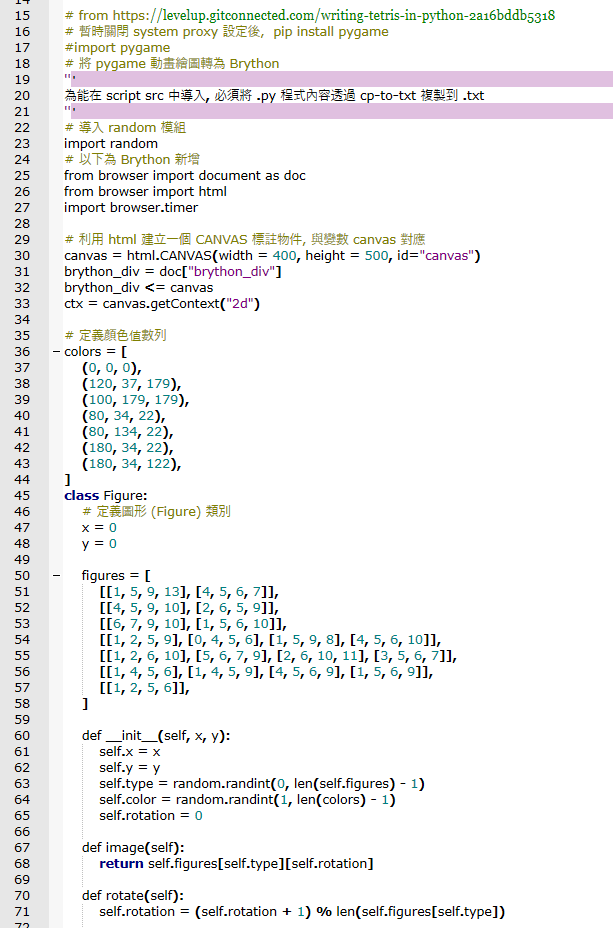 15 # from https://levelup.gitconnected.com/writing-tetris-in-python-2a16bddb5318
16 # 暫時關閉 system proxy 設定後, pip install pygame
17 #import pygame
18 # 將 pygame 動畫繪圖轉為 Brython
19 '''
20 為能在 script src 中導入, 必須將 .py 程式內容透過 cp-to-txt 複製到 .txt
21 '''
22 # 導入 random 模組
23 import random
24 # 以下為 Brython 新增
25 from browser import document as doc
26 from browser import html
27 import browser.timer
28
29 # 利用 html 建立一個 CANVAS 標註物件, 與變數 canvas 對應
30 canvas = html.CANVAS(width = 400, height = 500, id="canvas")
31 brython_div = doc["brython_div"]
32 brython_div <= canvas
33 ctx = canvas.getContext("2d")
34
35 # 定義顏色值數列
36 colors = [
37 (0, 0, 0),
38 (120, 37, 179),
39 (100, 179, 179),
40 (80, 34, 22),
41 (80, 134, 22),
42 (180, 34, 22),
43 (180, 34, 122),
44 ]
45 class Figure:
46 # 定義圖形 (Figure) 類別
47 x = 0
48 y = 0
49
50 figures = [
51 [[1, 5, 9, 13], [4, 5, 6, 7]],
52 [[4, 5, 9, 10], [2, 6, 5, 9]],
53 [[6, 7, 9, 10], [1, 5, 6, 10]],
54 [[1, 2, 5, 9], [0, 4, 5, 6], [1, 5, 9, 8], [4, 5, 6, 10]],
55 [[1, 2, 6, 10], [5, 6, 7, 9], [2, 6, 10, 11], [3, 5, 6, 7]],
56 [[1, 4, 5, 6], [1, 4, 5, 9], [4, 5, 6, 9], [1, 5, 6, 9]],
57 [[1, 2, 5, 6]],
58 ]
59
60 def __init__(self, x, y):
61 self.x = x
62 self.y = y
63 self.type = random.randint(0, len(self.figures) - 1)
64 self.color = random.randint(1, len(colors) - 1)
65 self.rotation = 0
66
67 def image(self):
68 return self.figures[self.type][self.rotation]
69
70 def rotate(self):
71 self.rotation = (self.rotation + 1) % len(self.figures[self.type])